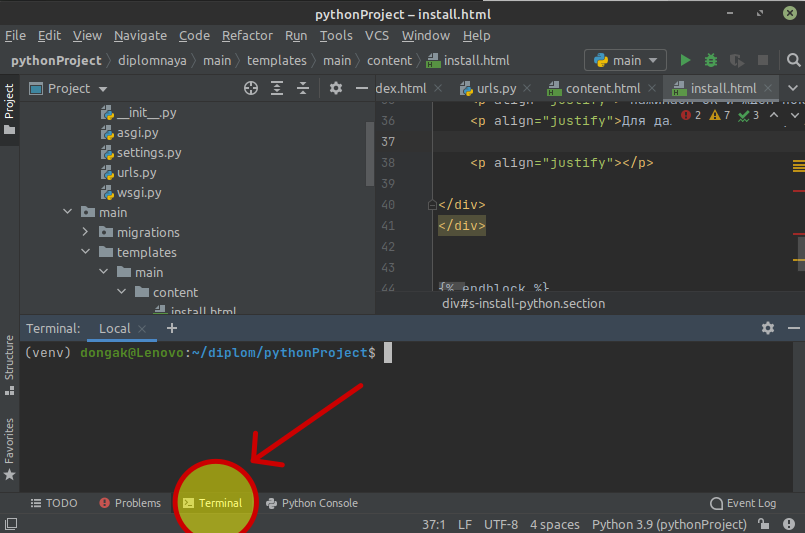 pythonProject – install.html
File Edit View Navigate Code Refactor Run Tools VCS Window Help
pythonProject diplomnaya main templates main content install.html main
Project
Project dex.html urls.py content.html install.html
__init__.py
asgi.py
settings.py
urls.py
wsgi.py
main
migrations
templates
main
content
install.html
36 <p align="justify">Для да. 2 7 3
37
38 <p align="justify"></p>
39
40 </div>
41 </div>
42
43
44 {% endblock %}
div#s-install-python.section
Terminal: Local
(venv) dongak@Lenovo:~/diplom/pythonProject$
Structure
Favorites
TODO Problems Terminal Python Console Event Log
37:1 LF UTF-8 4 spaces Python 3.9 (pythonProject)